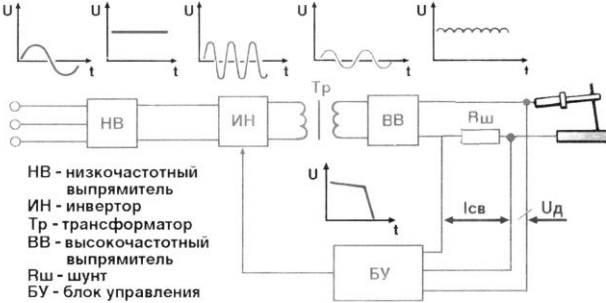 U U U U U
t t t t t
Тр
НВ ИН ВВ Rш
НВ - низкочастотный
выпрямитель
ИН - инвертор
Тр - трансформатор
ВВ - высокочастотный
выпрямитель
Rш - шунт
БУ - блок управления
U
t
Iсв Uд
БУ